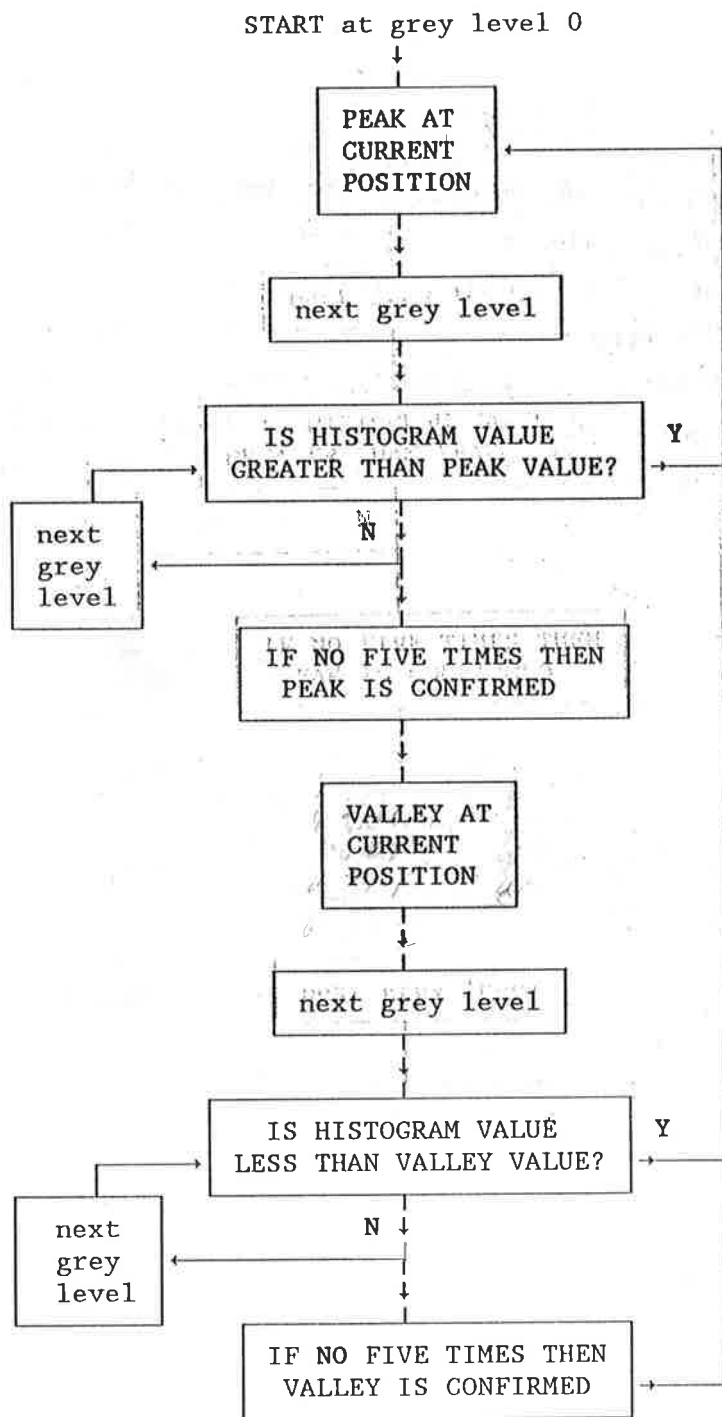 START at grey level 0
PEAK AT
CURRENT
POSITION
next grey level
IS HISTOGRAM VALUE
GREATER THAN PEAK VALUE?
Y
N
next
grey
level
IF NO FIVE TIMES THEN
PEAK IS CONFIRMED
VALLEY AT
CURRENT
POSITION
next grey level
IS HISTOGRAM VALUE
LESS THAN VALLEY VALUE?
Y
N
next
grey
level
IF NO FIVE TIMES THEN
VALLEY IS CONFIRMED